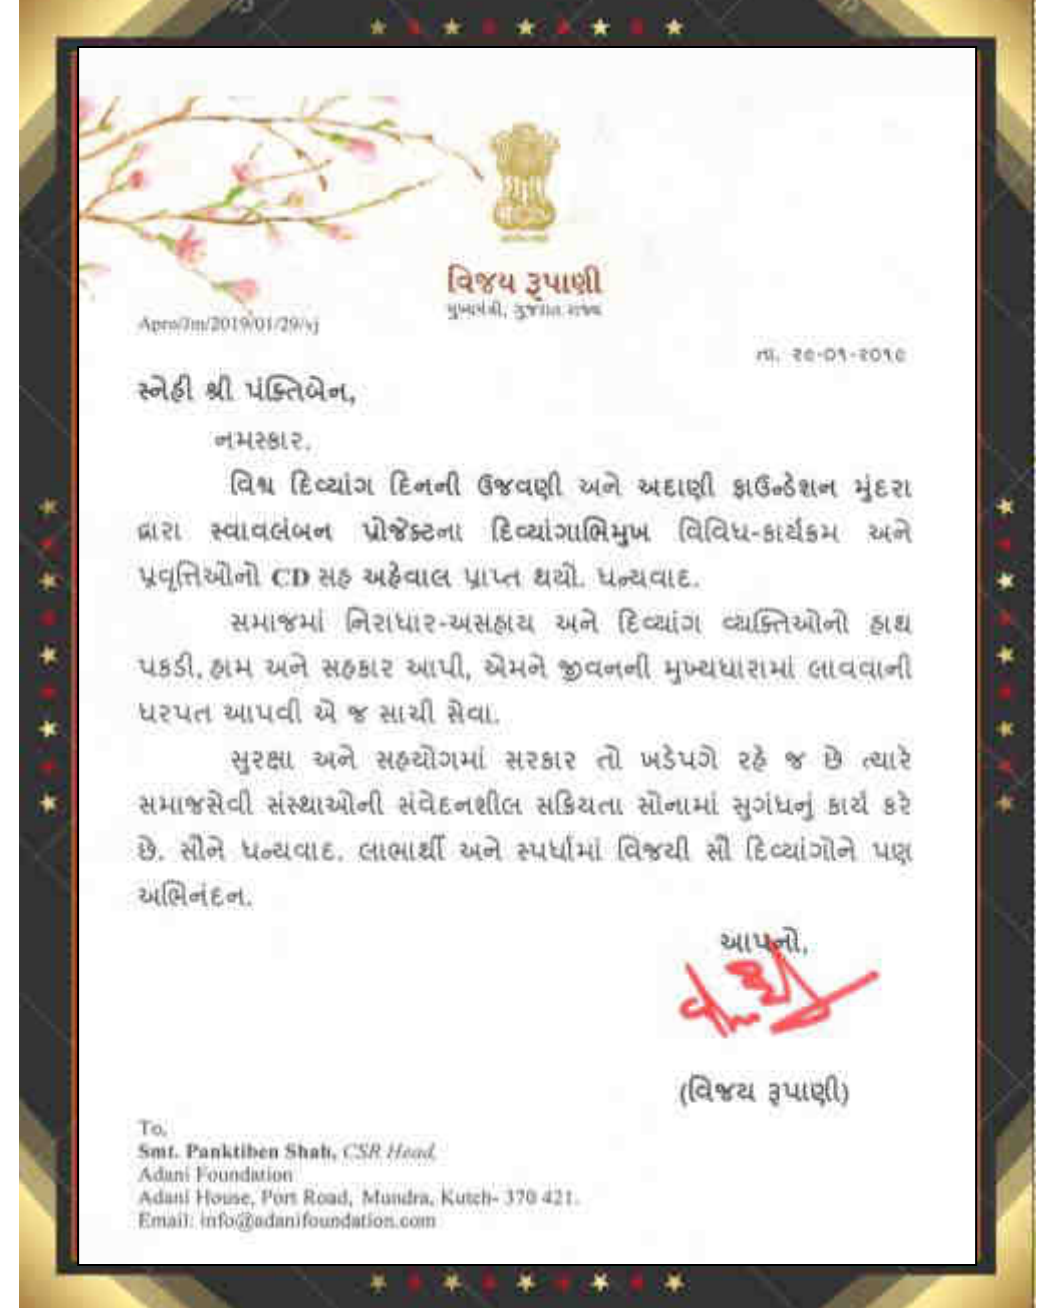 વિજય રૂપાણી
મુખ્યમંત્રી, ગુજરાત રાજ્ય
Apro/Jm/2019/01/29/vj
તા. ૨૯-૦૧-૨૦૧૯
સ્નેહી શ્રી પંક્તિબેન,
નમસ્કાર.
વિશ્વ દિવ્યાંગ દિનની ઉજવણી અને અદાણી ફાઉન્ડેશન મુંદરા
દ્વારા સ્વાવલંબન પ્રોજેક્ટના દિવ્યાંગાભિમુખ વિવિધ-કાર્યક્રમ અને
પ્રવૃત્તિઓનો CD સહ અહેવાલ પ્રાપ્ત થયો. ધન્યવાદ.
સમાજમાં નિરાધાર-અસહાય અને દિવ્યાંગ વ્યક્તિઓનો હાથ
પકડી, હામ અને સહકાર આપી, એમને જીવનની મુખ્યધારામાં લાવવાની
ધરપત આપવી એ જ સાચી સેવા.
સુરક્ષા અને સહયોગમાં સરકાર તો ખડેપગે રહે જ છે ત્યારે
સમાજસેવી સંસ્થાઓની સંવેદનશીલ સક્રિયતા સોનામાં સુગંધનું કાર્ય કરે
છે. સૌને ધન્યવાદ. લાભાર્થી અને સ્પર્ધામાં વિજયી સૌ દિવ્યાંગોને પણ
અભિનંદન.
આપનો,
(વિજય રૂપાણી)
To,
Smt. Panktiben Shah, CSR Head,
Adani Foundation
Adani House, Port Road, Mundra, Kutch- 370 421.
Email: info@adanifoundation.com